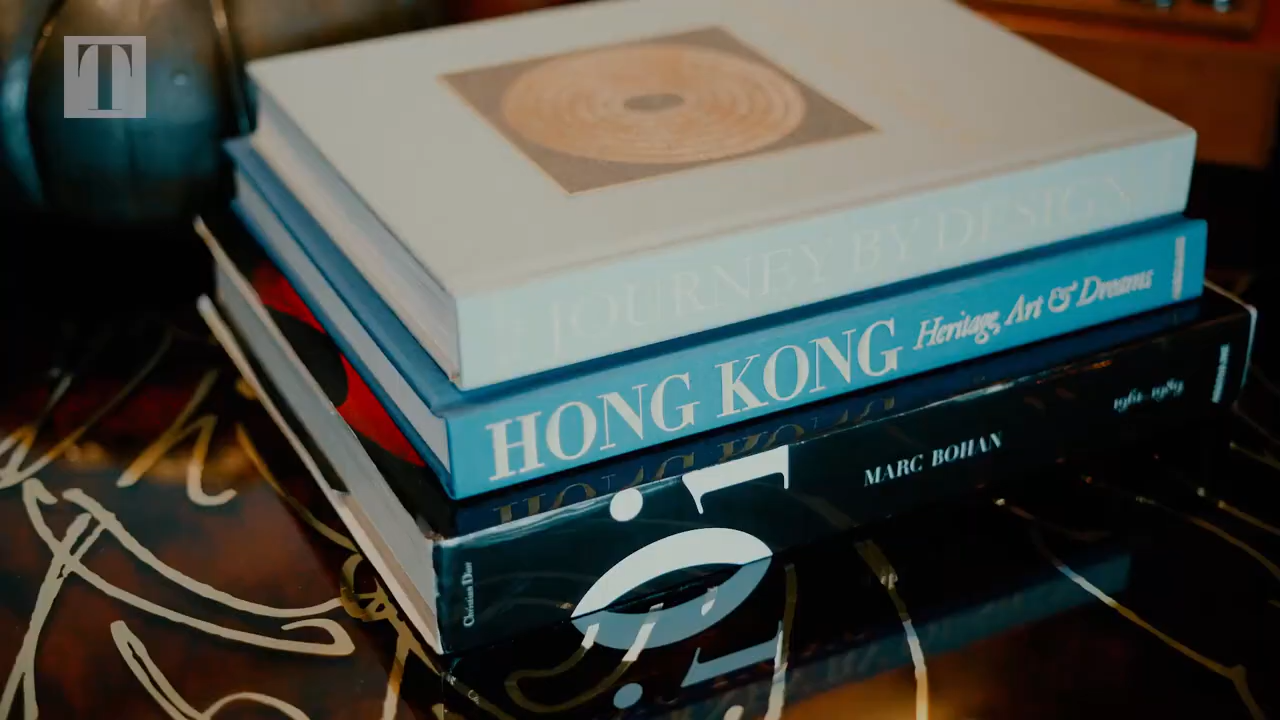 T
JOURNEY BY DESIGN
HONG KONG Heritage, Art & Dreams
Christian Dior
MARC BOHAN
1961–1989